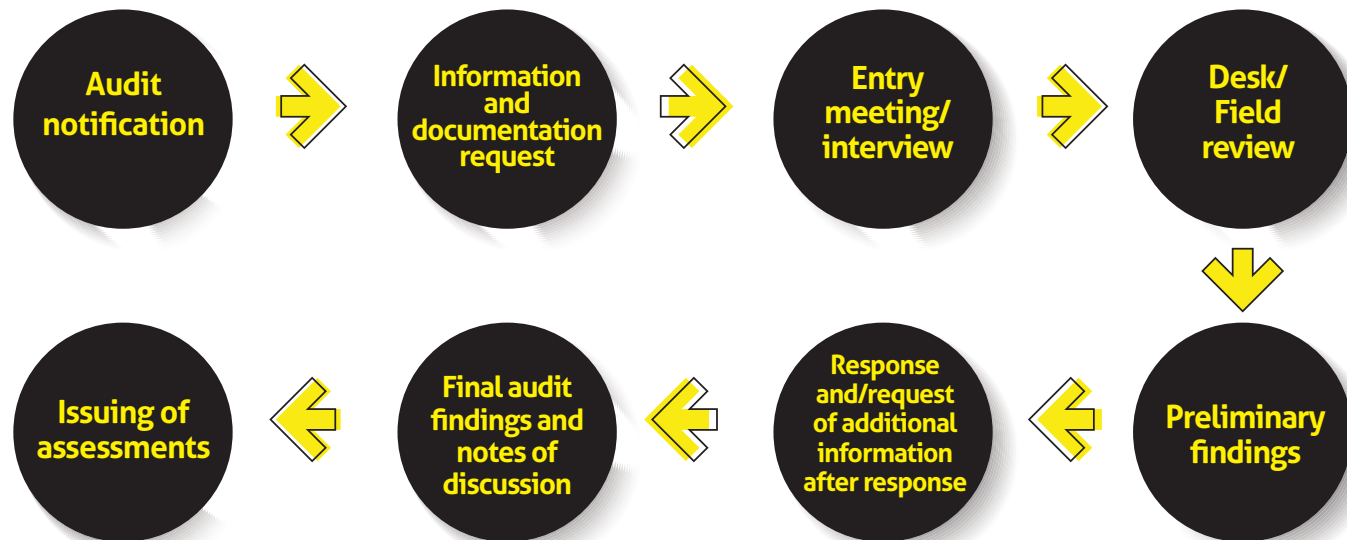 Audit
notification
Information
and
documentation
request
Entry
meeting/
interview
Desk/
Field
review
Preliminary
findings
Response
and/request
of additional
information
after response
Final audit
findings and
notes of
discussion
Issuing of
assessments